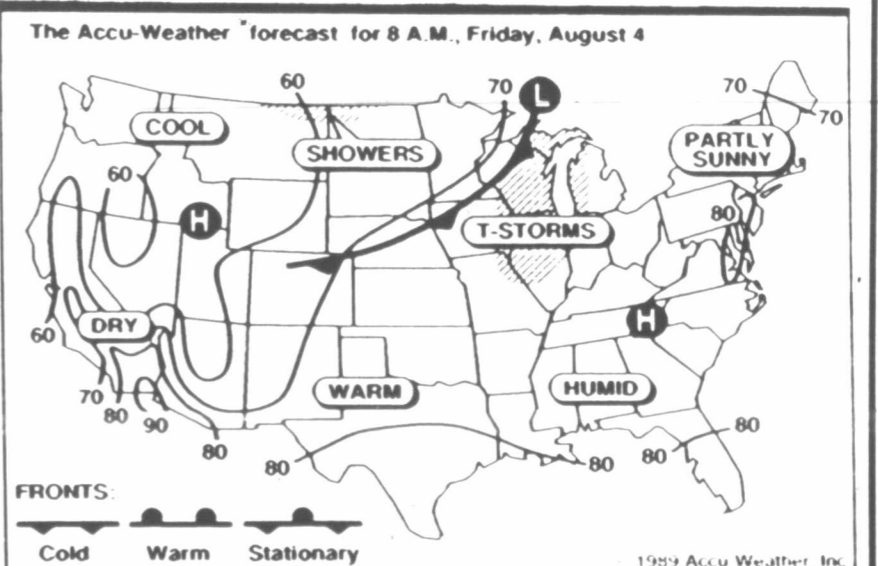 The Accu-Weather ® forecast for 8 A.M., Friday, August 4
60
70
L
70
COOL
70
SHOWERS
PARTLY
SUNNY
60
H
80
T-STORMS
60
DRY
H
70
80
90
WARM
HUMID
80
80
80
80
80
FRONTS:
Cold Warm Stationary
1989 Accu Weather, Inc